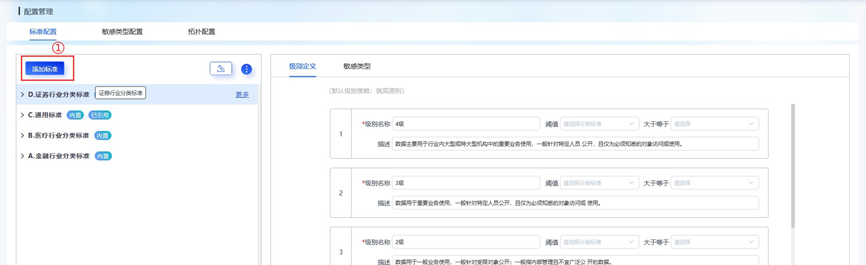 配置管理
标准配置 敏感类型配置 拓扑配置
①
添加标准
D.证券行业分类标准 证券行业分类标准 更多
C.通用标准 内置 已引用
B.医疗行业分类标准 内置
A.金融行业分类标准 内置
级别定义 敏感类型
(默认级别策略：就高原则)
1
*级别名称 4级 阈值 请选择分类标准 大于等于 请选择
描述 数据主要用于行业内大型或特大型机构中的重要业务使用，一般针对特定人员 公开，且仅为必须知悉的对象访问或使用。
2
*级别名称 3级 阈值 请选择分类标准 大于等于 请选择
描述 数据用于重要业务使用，一般针对特定人员公开，且仅为必须知悉的对象访问或 使用。
3
*级别名称 2级 阈值 请选择分类标准 大于等于 请选择
描述 数据用于一般业务使用，一般针对受限对象公开；一般指内部管理且不宜广泛公 开的数据。